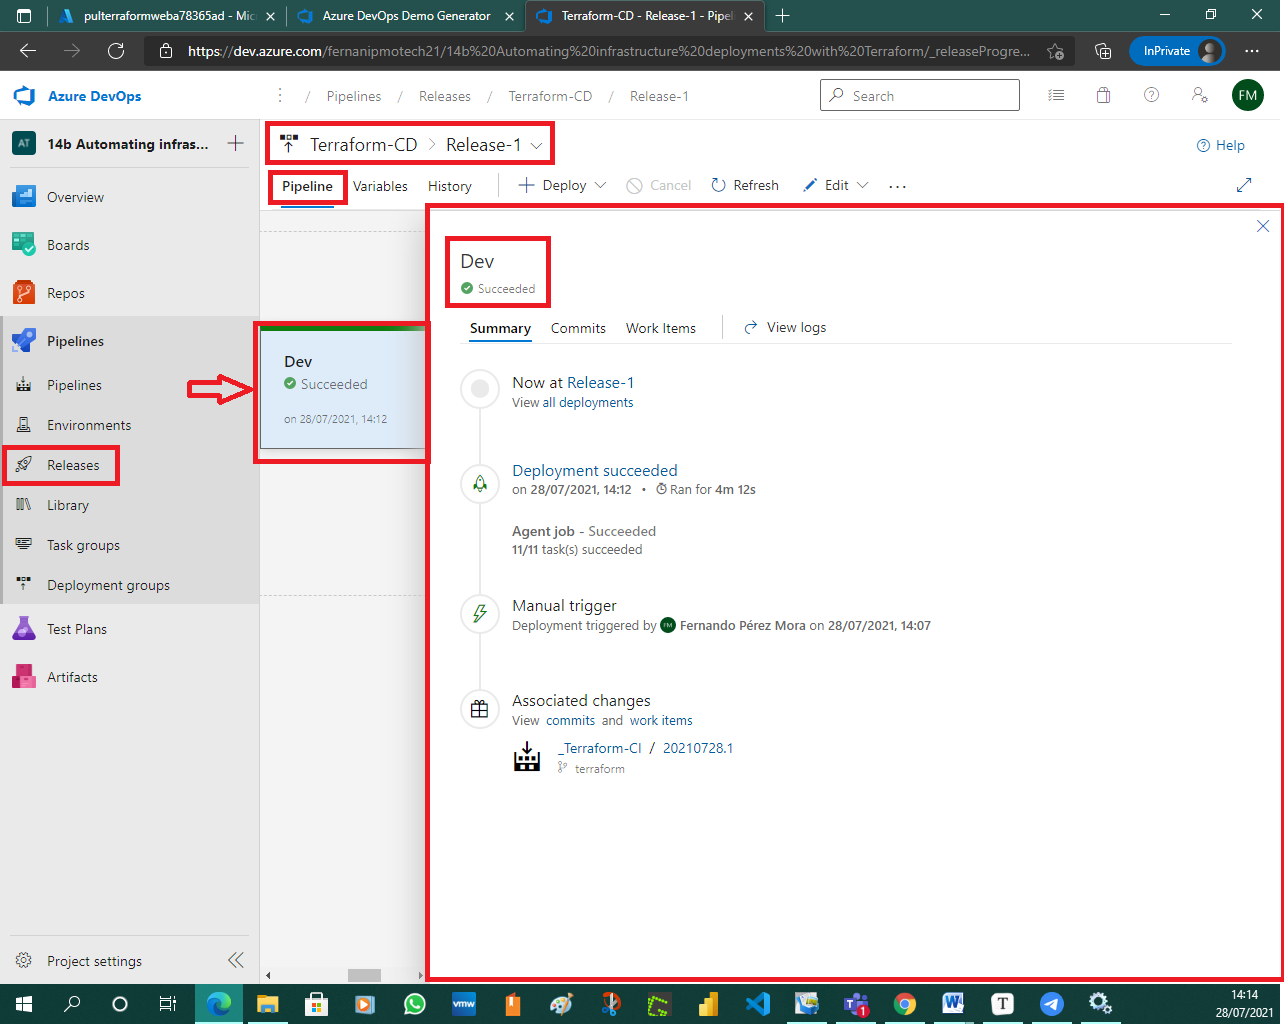 pulterraformweba78365ad - Mic
Azure DevOps Demo Generator
Terraform-CD - Release-1 - Pipel
https://dev.azure.com/fernanipmotech21/14b%20Automating%20infrastructure%20deployments%20with%20Terraform/_releaseProgre...
InPrivate
Azure DevOps
/ Pipelines / Releases / Terraform-CD / Release-1
Search
FM
AT
14b Automating infras...
Terraform-CD > Release-1
Help
Pipeline
Variables
History
Deploy
Cancel
Refresh
Edit
...
Overview
Boards
Repos
Pipelines
Pipelines
Environments
Releases
Library
Task groups
Deployment groups
Test Plans
Artifacts
Project settings
Dev
Succeeded
on 28/07/2021, 14:12
Dev
Succeeded
Summary
Commits
Work Items
View logs
Now at Release-1
View all deployments
Deployment succeeded
on 28/07/2021, 14:12 • Ran for 4m 12s
Agent job - Succeeded
11/11 task(s) succeeded
Manual trigger
Deployment triggered by FM Fernando Pérez Mora on 28/07/2021, 14:07
Associated changes
View commits and work items
_Terraform-CI / 20210728.1
terraform
vmw
1
W
T
14:14
28/07/2021